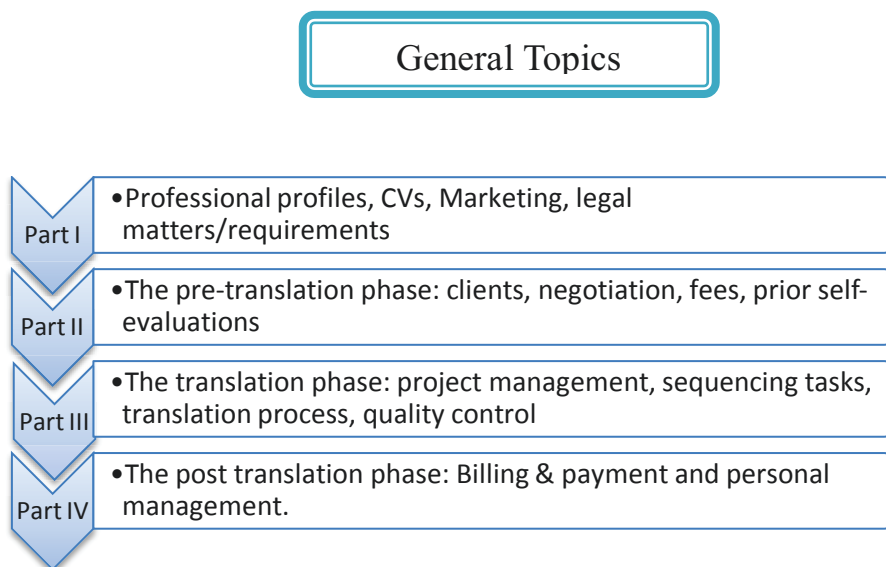 General Topics
Part I
•Professional profiles, CVs, Marketing, legal
matters/requirements
Part II
•The pre-translation phase: clients, negotiation, fees, prior self-
evaluations
Part III
•The translation phase: project management, sequencing tasks,
translation process, quality control
Part IV
•The post translation phase: Billing & payment and personal
management.